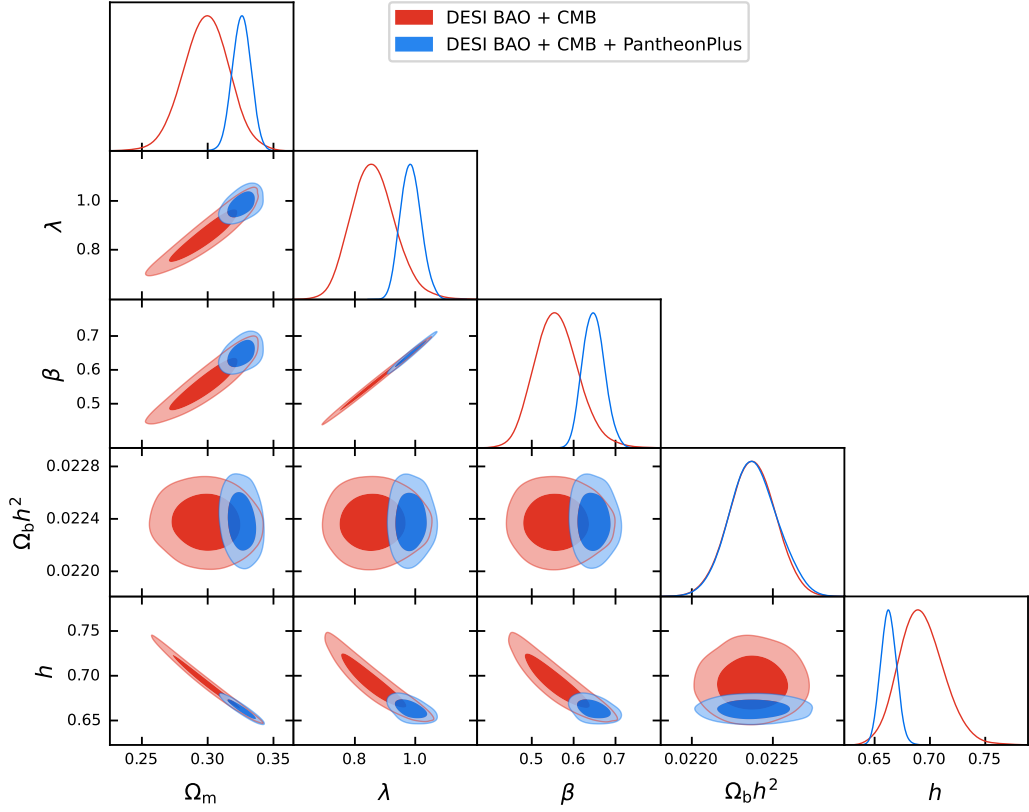 DESI BAO + CMB
DESI BAO + CMB + PantheonPlus
1.0
0.8
λ
0.7
0.6
0.5
β
0.0228
0.0224
0.0220
Ω_b h²
0.75
0.70
0.65
h
0.25 0.30 0.35
0.8 1.0
0.5 0.6 0.7
0.0220 0.0225
0.65 0.70 0.75
Ω_m λ β Ω_b h² h